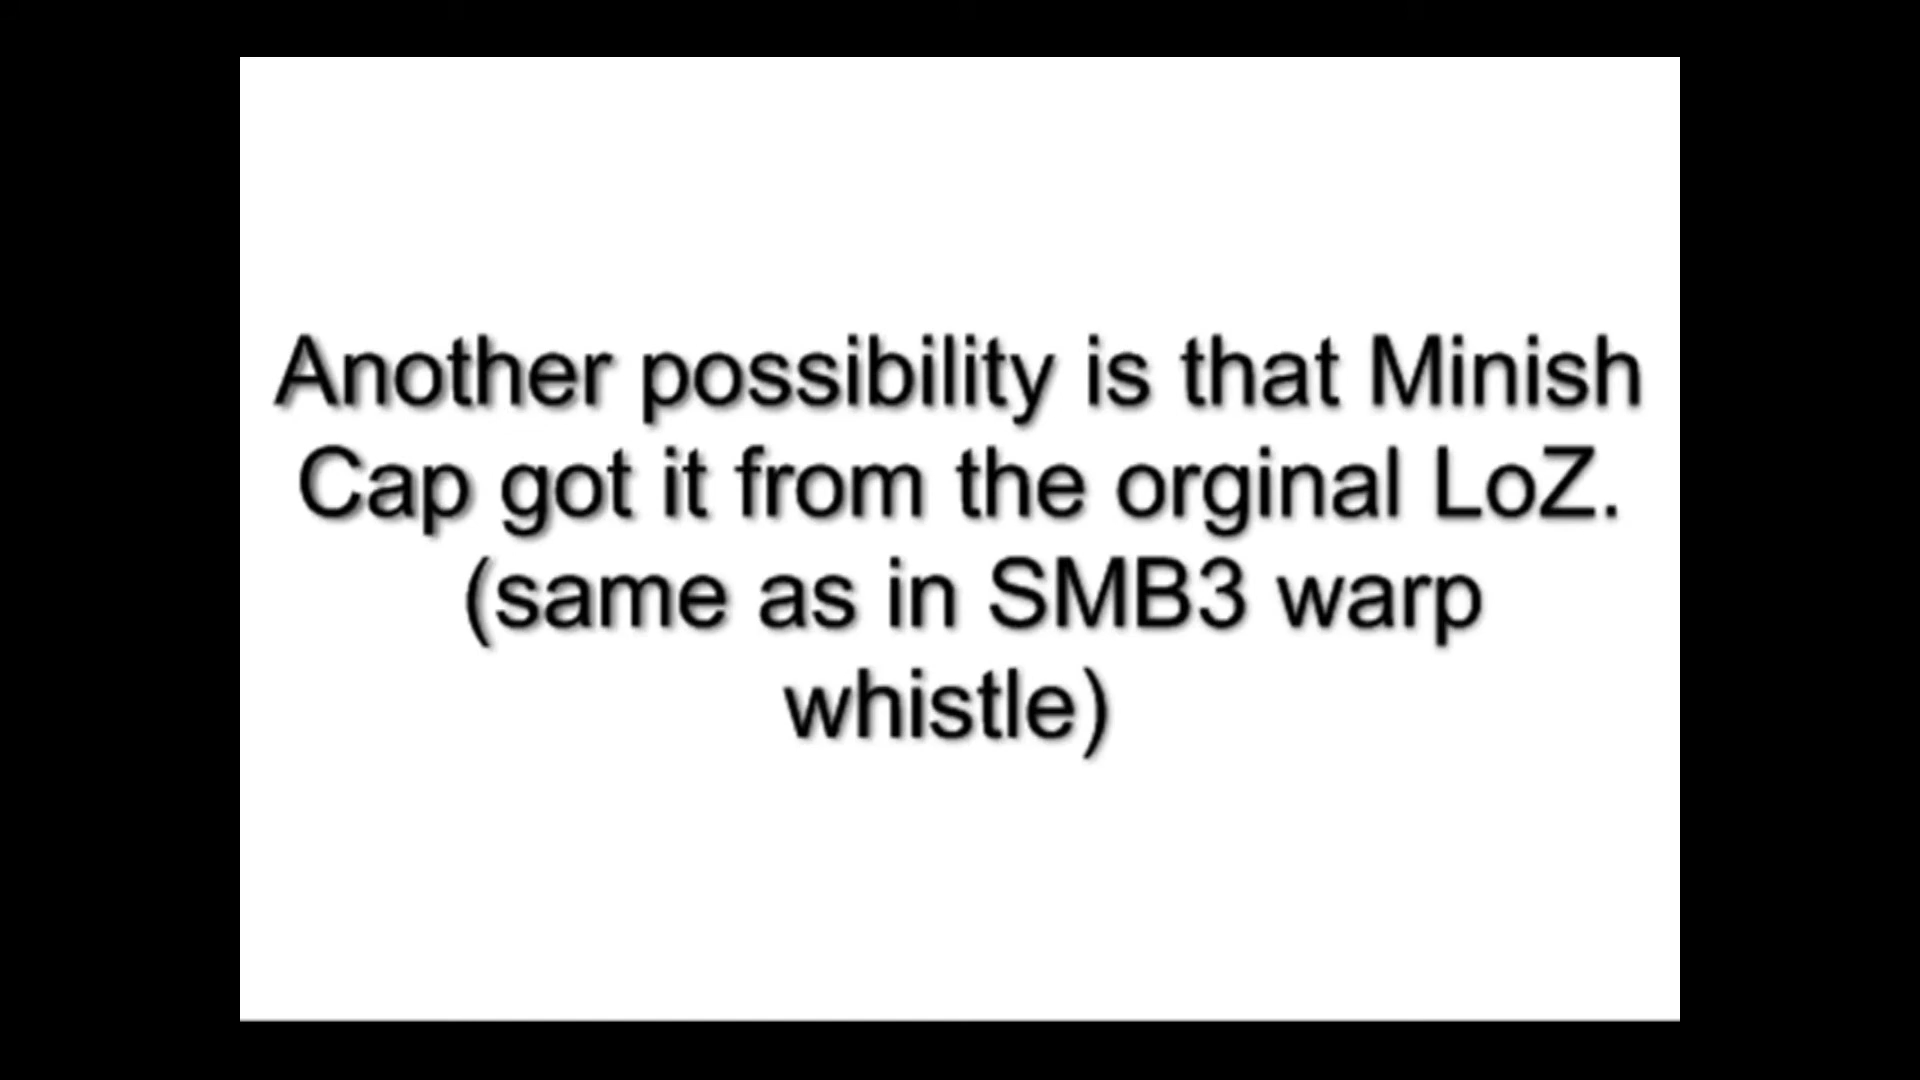 Another possibility is that Minish
Cap got it from the orginal LoZ.
(same as in SMB3 warp
whistle)